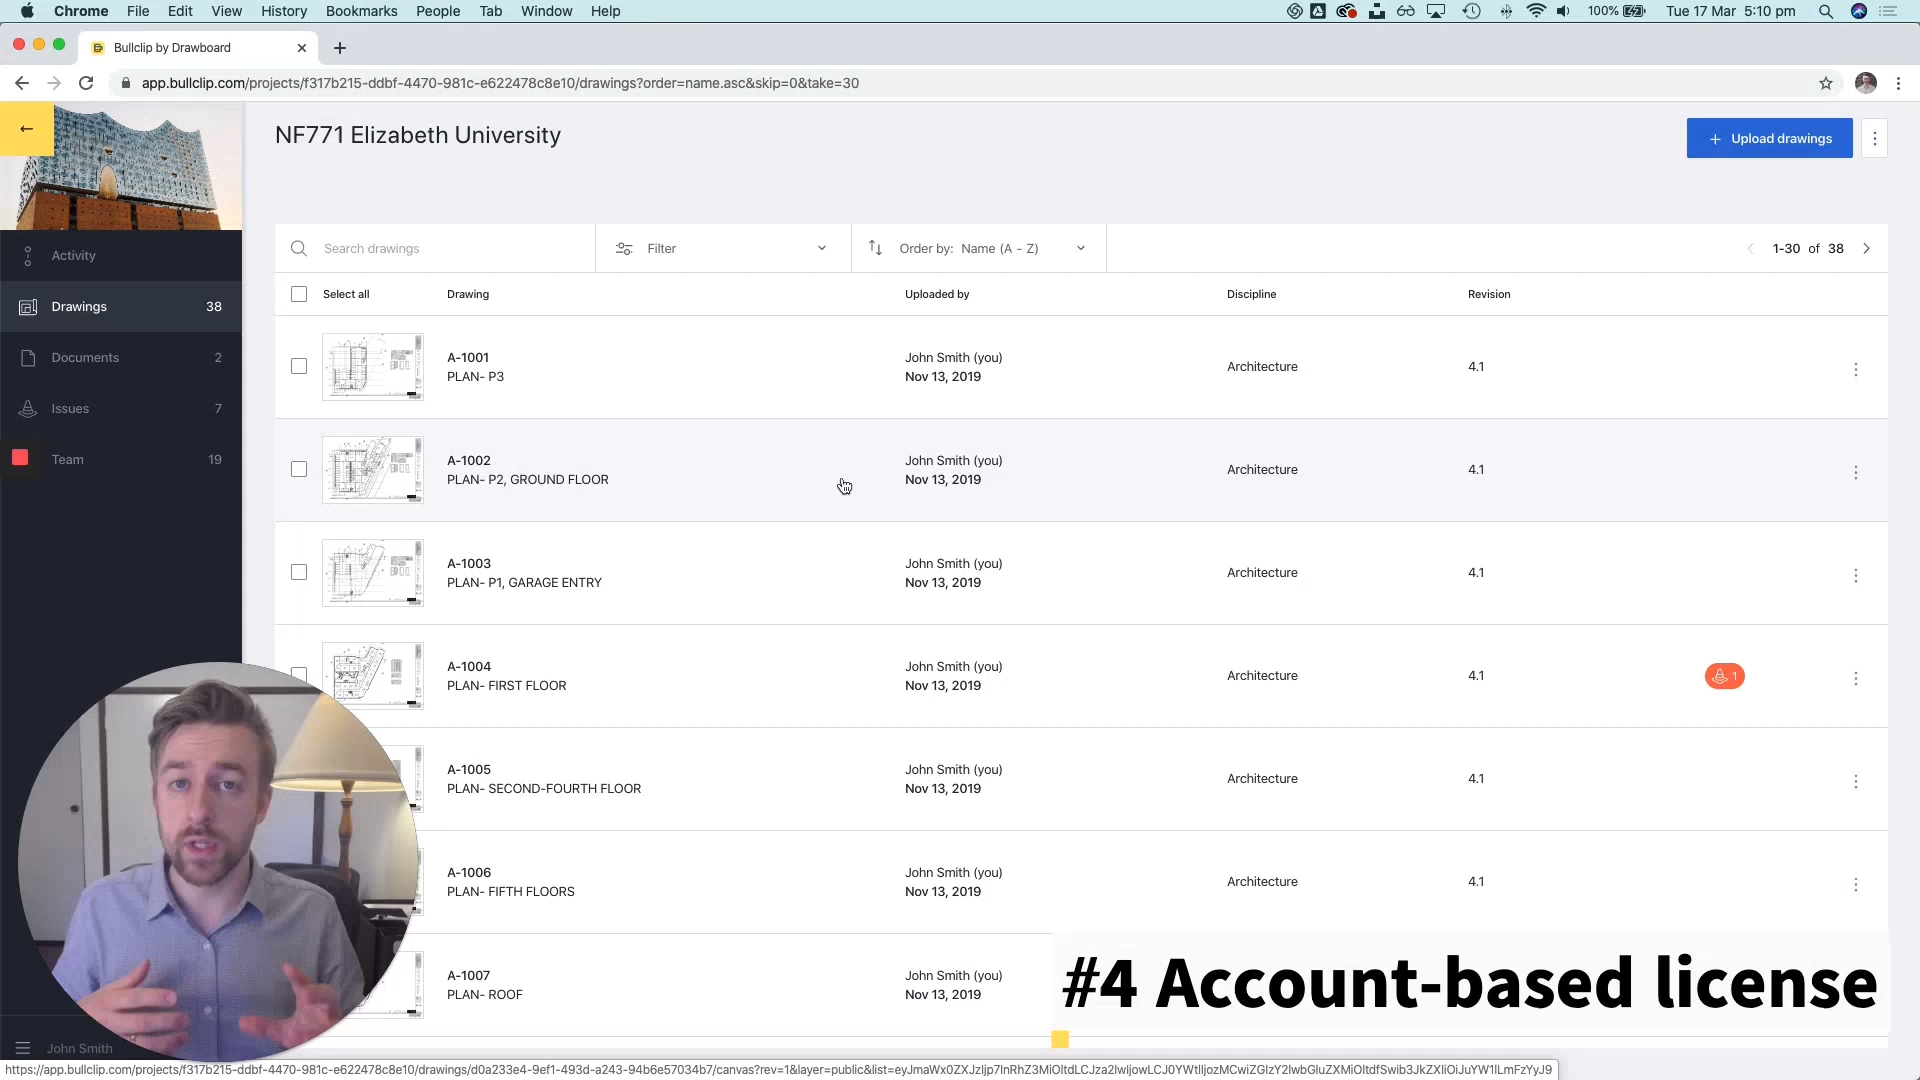 Chrome File Edit View History Bookmarks People Tab Window Help 100% Tue 17 Mar 5:10 pm
Bullclip by Drawboard
app.bullclip.com/projects/f317b215-ddbf-4470-981c-e622478c8e10/drawings?order=name.asc&skip=0&take=30
NF771 Elizabeth University
Upload drawings
Activity
Drawings 38
Documents 2
Issues 7
Team 19
John Smith
Search drawings Filter Order by: Name (A - Z) 1-30 of 38
Select all Drawing Uploaded by Discipline Revision
A-1001 John Smith (you)
PLAN- P3 Nov 13, 2019 Architecture 4.1
A-1002 John Smith (you)
PLAN- P2, GROUND FLOOR Nov 13, 2019 Architecture 4.1
A-1003 John Smith (you)
PLAN- P1, GARAGE ENTRY Nov 13, 2019 Architecture 4.1
A-1004 John Smith (you)
PLAN- FIRST FLOOR Nov 13, 2019 Architecture 4.1 1
A-1005 John Smith (you)
PLAN- SECOND-FOURTH FLOOR Nov 13, 2019 Architecture 4.1
A-1006 John Smith (you)
PLAN- FIFTH FLOORS Nov 13, 2019 Architecture 4.1
A-1007 John Smith (you)
PLAN- ROOF Nov 13, 2019
#4 Account-based license